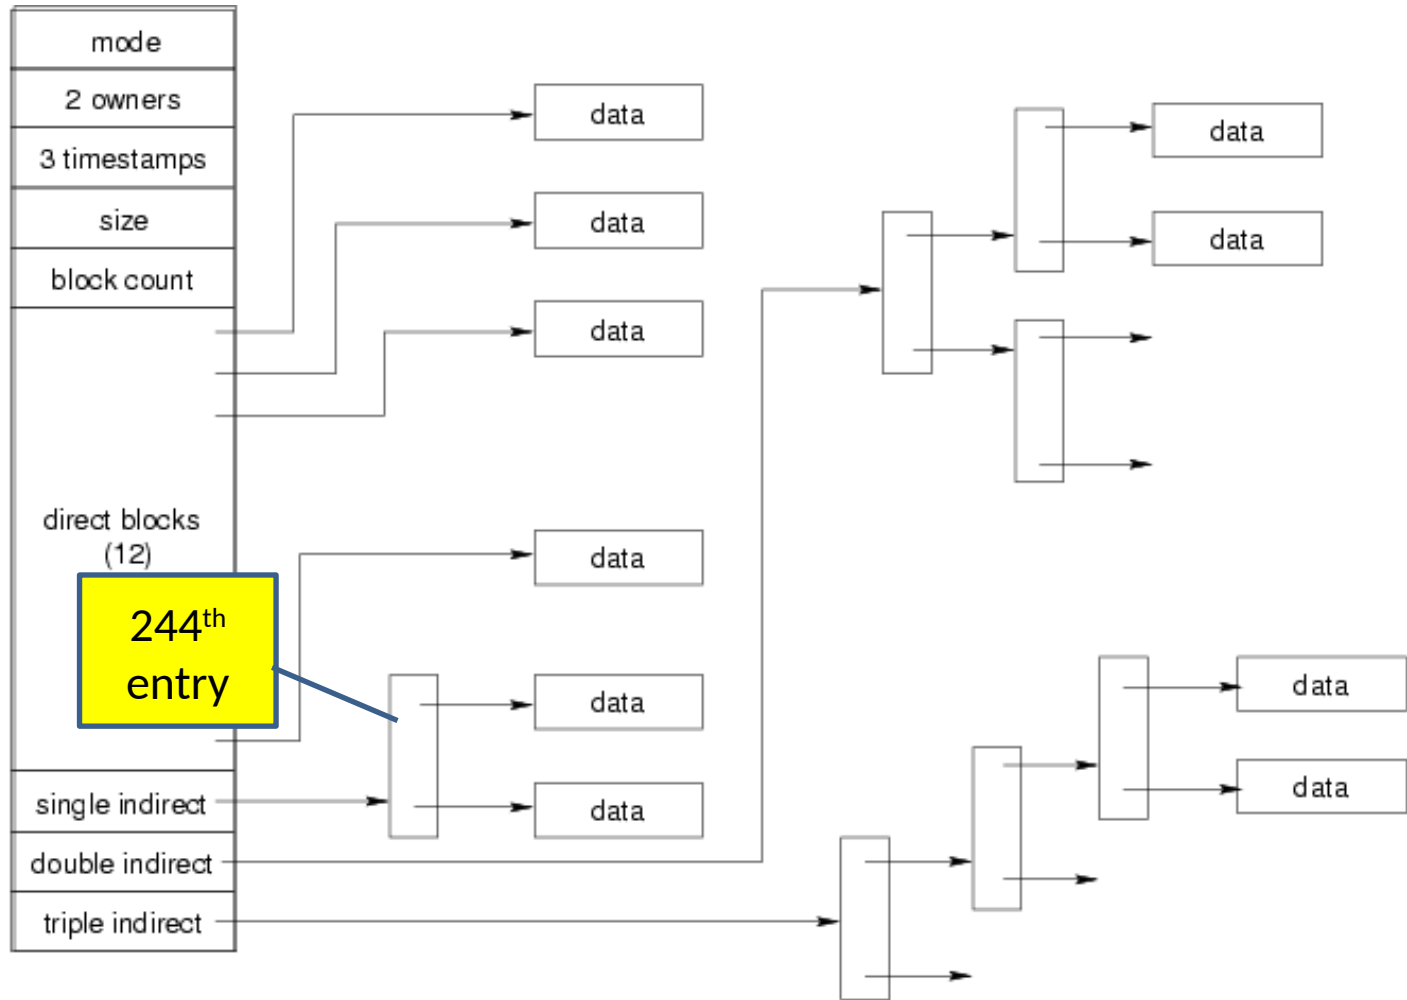 mode
2 owners
3 timestamps
size
block count
direct blocks
(12)
244th
entry
single indirect
double indirect
triple indirect
data
data
data
data
data
data
data
data
data
data